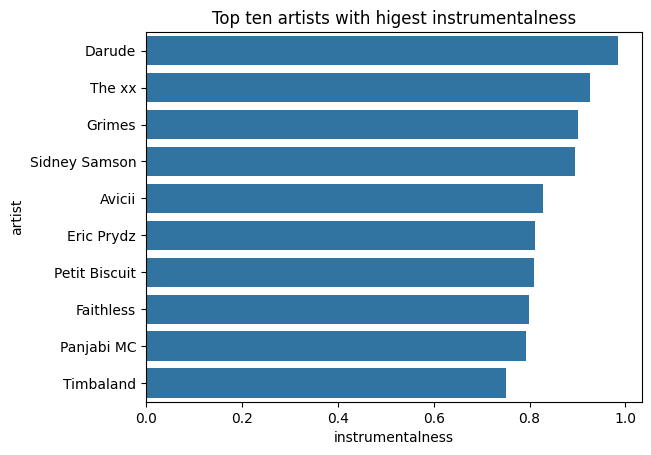 Top ten artists with higest instrumentalness
artist
Darude
The xx
Grimes
Sidney Samson
Avicii
Eric Prydz
Petit Biscuit
Faithless
Panjabi MC
Timbaland
0.0 0.2 0.4 0.6 0.8 1.0
instrumentalness